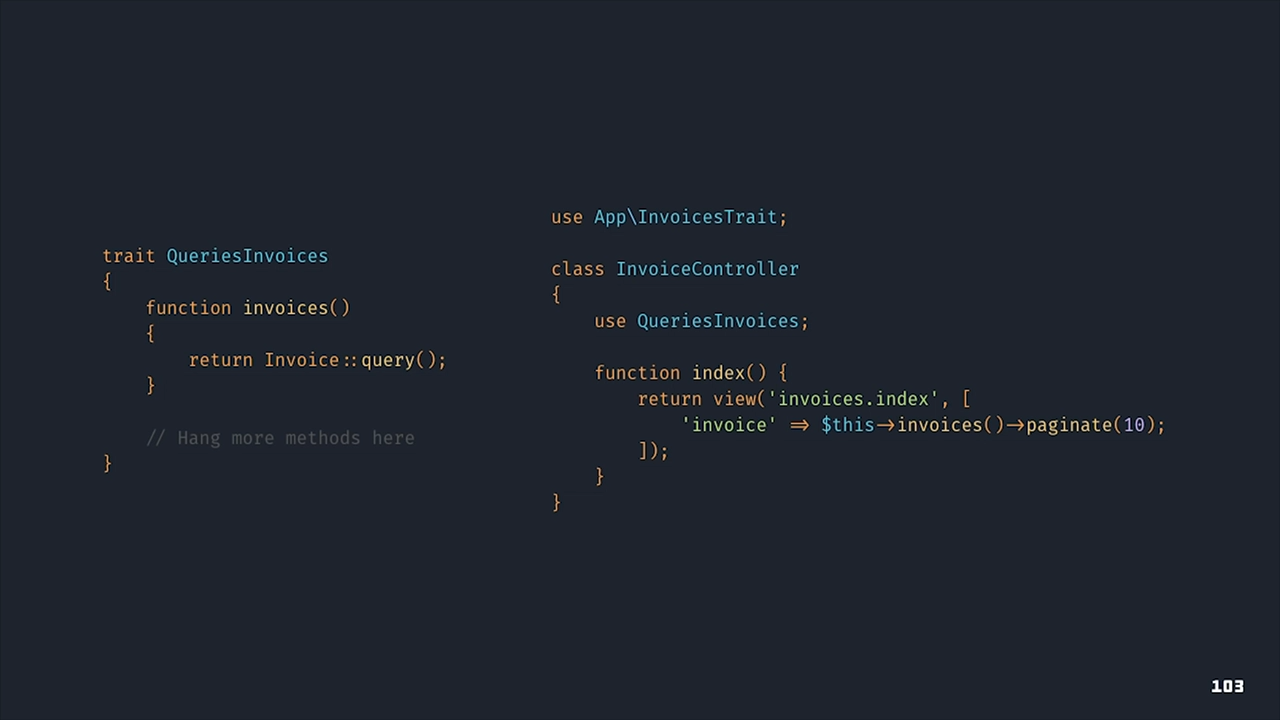 trait QueriesInvoices
{
    function invoices()
    {
        return Invoice::query();
    }

    // Hang more methods here
}
use App\InvoicesTrait;

class InvoiceController
{
    use QueriesInvoices;

    function index() {
        return view('invoices.index', [
            'invoice' => $this->invoices()->paginate(10);
        ]);
    }
}
103